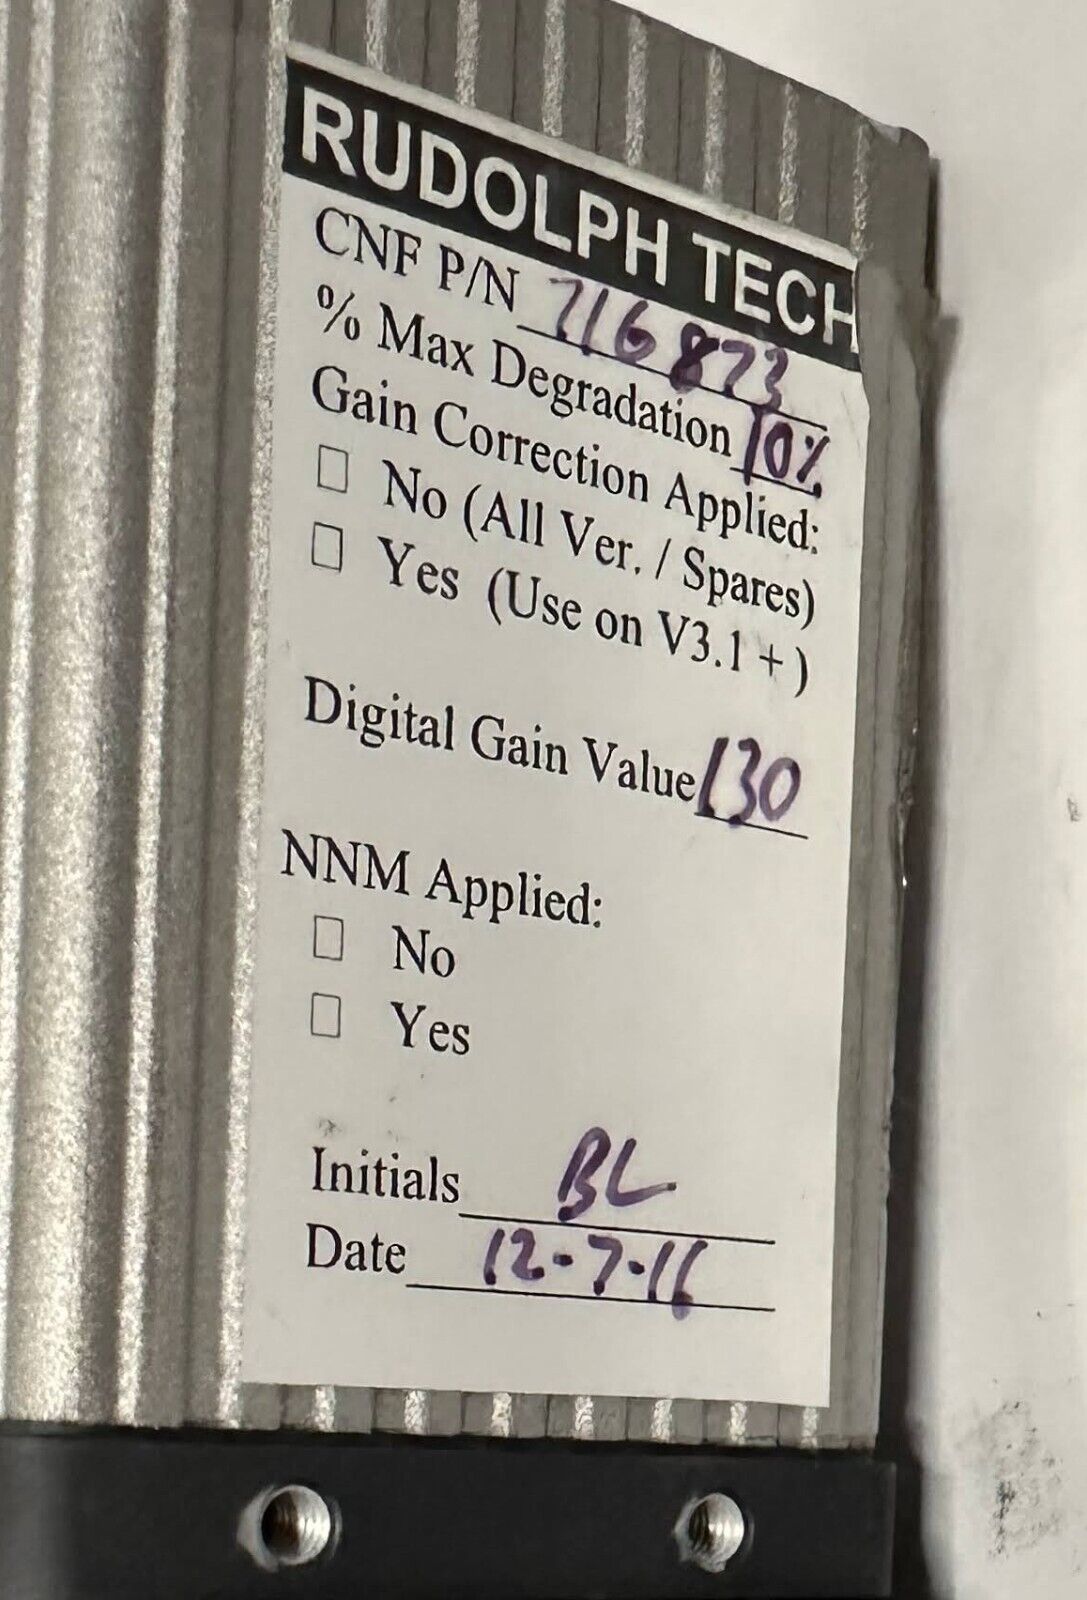 RUDOLPH TECH
CNF P/N 716873
% Max Degradation 10%
Gain Correction Applied:
☐ No (All Ver. / Spares)
☐ Yes (Use on V3.1 + )
Digital Gain Value 130
NNM Applied:
☐ No
☐ Yes
Initials BL
Date 12-7-11